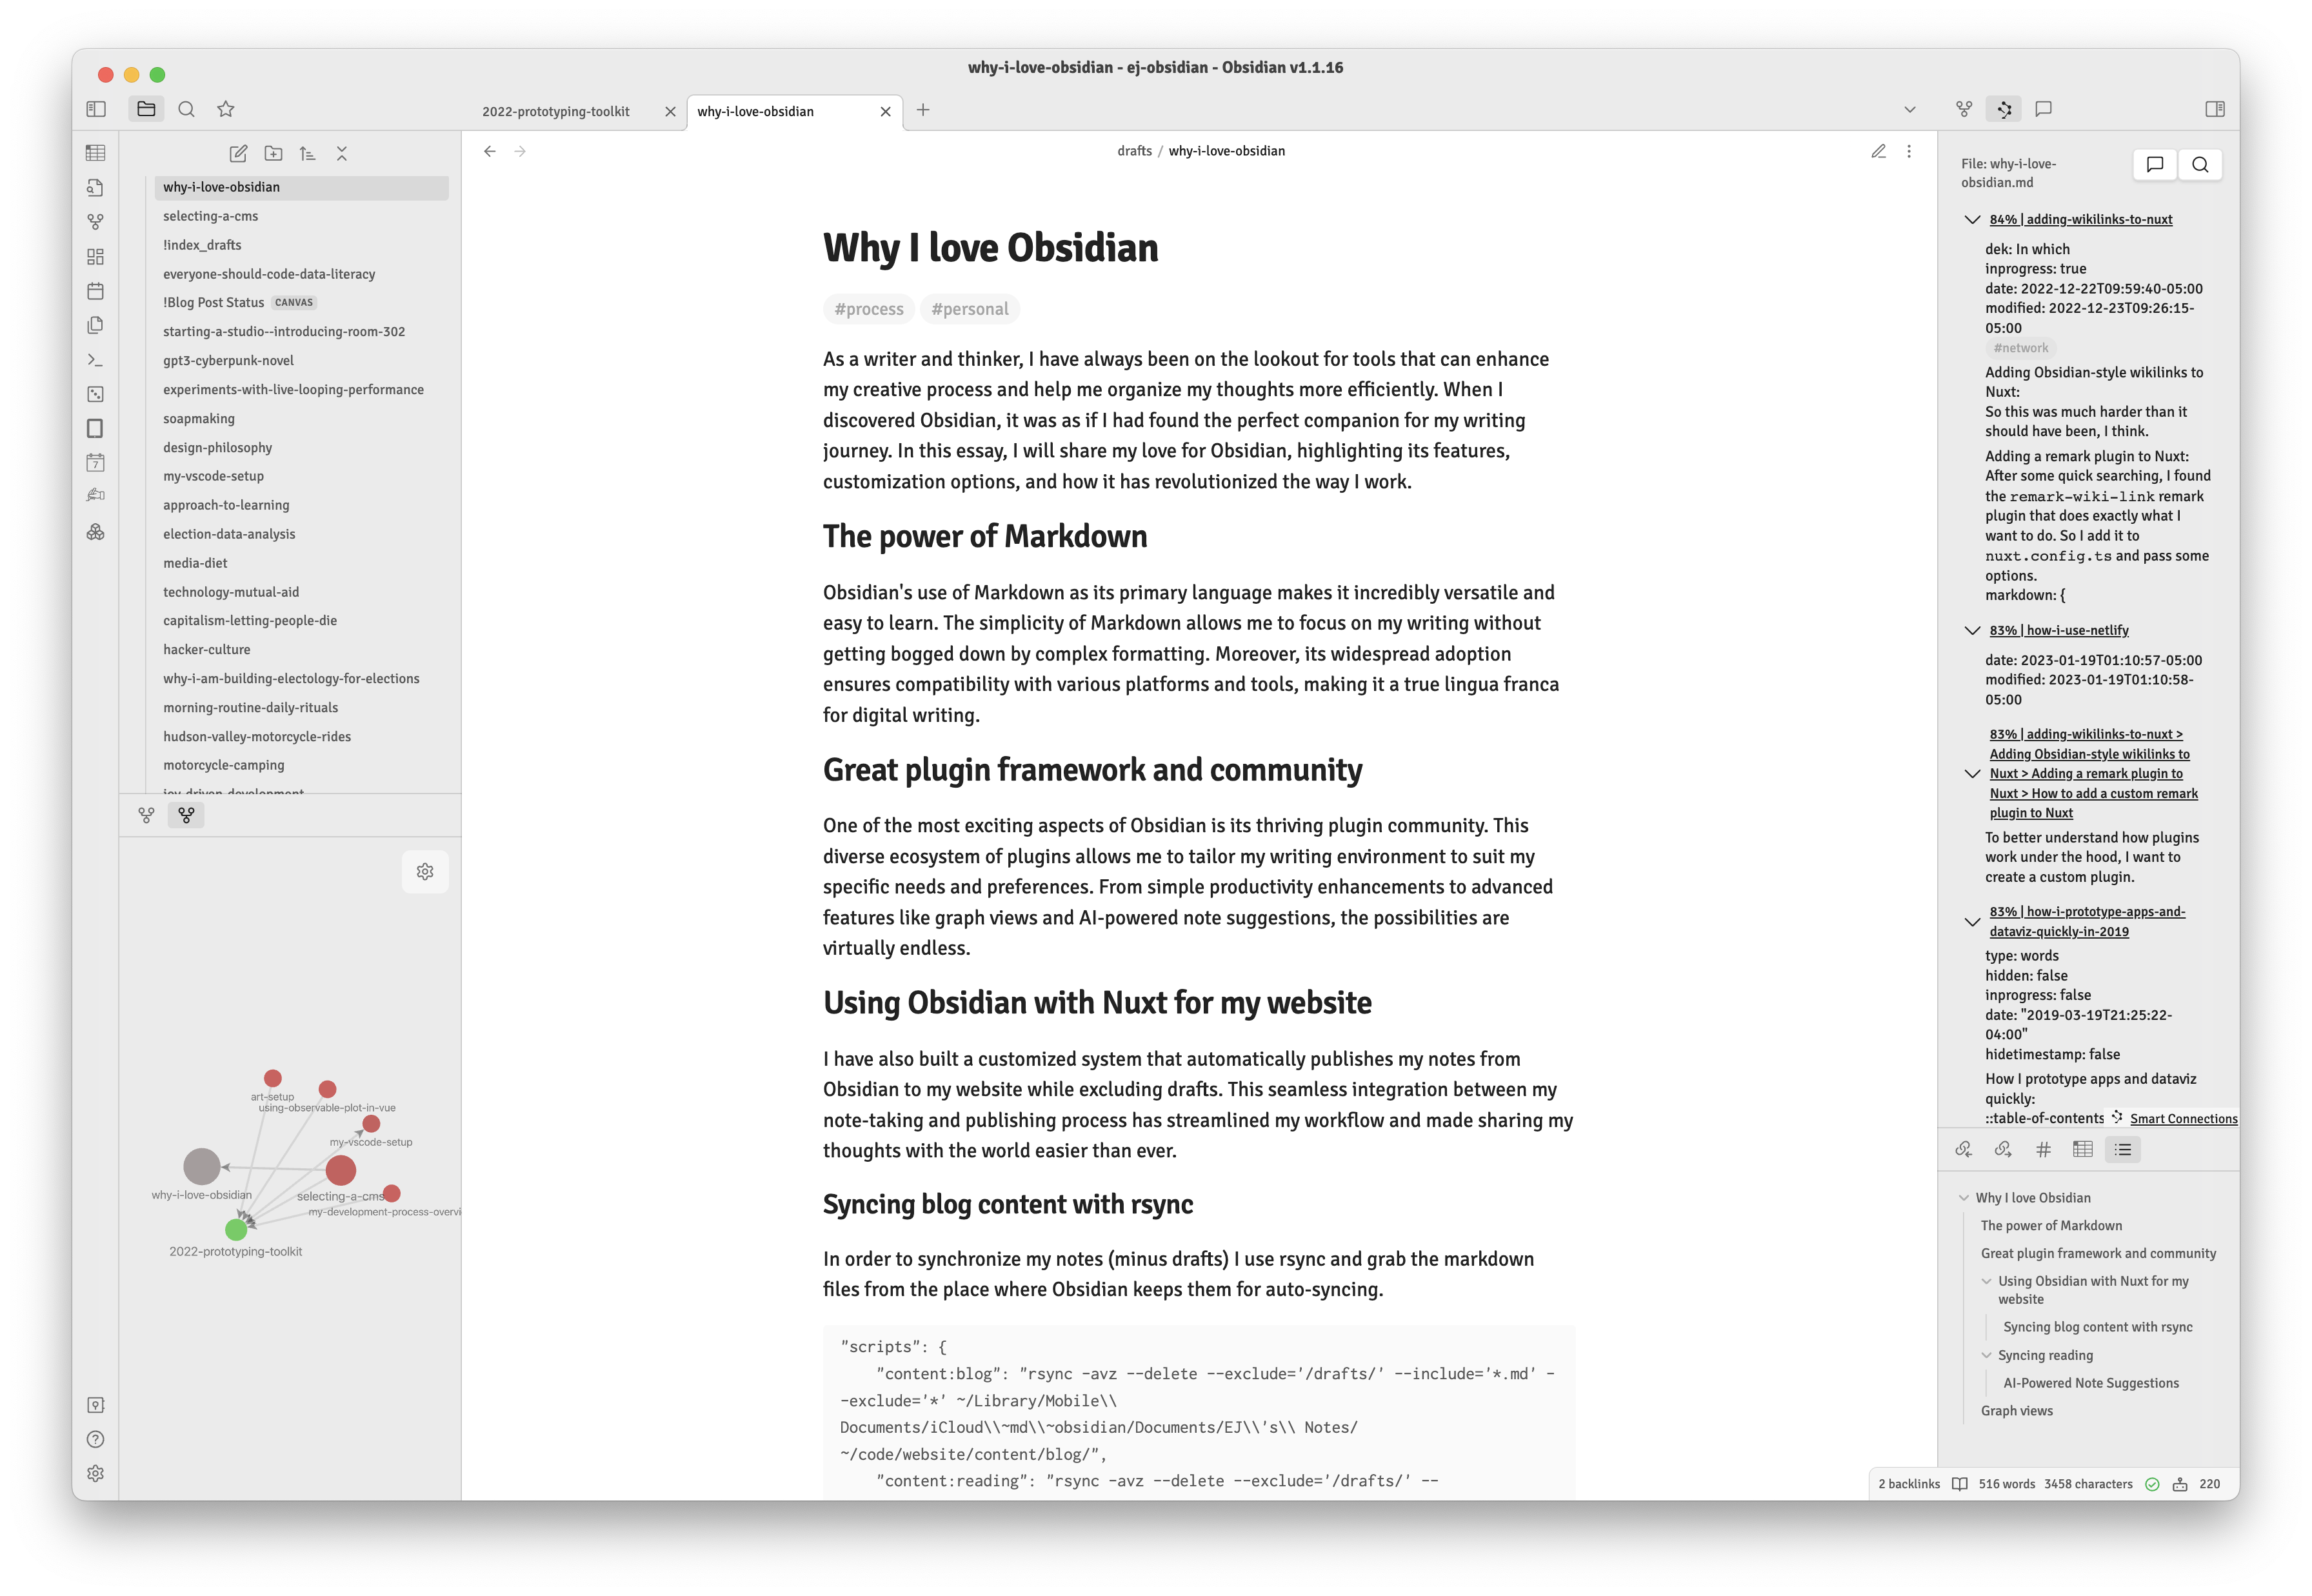 why-i-love-obsidian - ej-obsidian - Obsidian v1.1.16
2022-prototyping-toolkit
why-i-love-obsidian
drafts / why-i-love-obsidian
why-i-love-obsidian
selecting-a-cms
!index_drafts
everyone-should-code-data-literacy
!Blog Post Status CANVAS
starting-a-studio--introducing-room-302
gpt3-cyberpunk-novel
experiments-with-live-looping-performance
soapmaking
design-philosophy
my-vscode-setup
approach-to-learning
election-data-analysis
media-diet
technology-mutual-aid
capitalism-letting-people-die
hacker-culture
why-i-am-building-electology-for-elections
morning-routine-daily-rituals
hudson-valley-motorcycle-rides
motorcycle-camping
joy-driven-development
7
art-setup
using-observable-plot-in-vue
my-vscode-setup
why-i-love-obsidian
selecting-a-cms
my-development-process-overvi
2022-prototyping-toolkit
Why I love Obsidian
#process #personal
As a writer and thinker, I have always been on the lookout for tools that can enhance
my creative process and help me organize my thoughts more efficiently. When I
discovered Obsidian, it was as if I had found the perfect companion for my writing
journey. In this essay, I will share my love for Obsidian, highlighting its features,
customization options, and how it has revolutionized the way I work.
The power of Markdown
Obsidian's use of Markdown as its primary language makes it incredibly versatile and
easy to learn. The simplicity of Markdown allows me to focus on my writing without
getting bogged down by complex formatting. Moreover, its widespread adoption
ensures compatibility with various platforms and tools, making it a true lingua franca
for digital writing.
Great plugin framework and community
One of the most exciting aspects of Obsidian is its thriving plugin community. This
diverse ecosystem of plugins allows me to tailor my writing environment to suit my
specific needs and preferences. From simple productivity enhancements to advanced
features like graph views and AI-powered note suggestions, the possibilities are
virtually endless.
Using Obsidian with Nuxt for my website
I have also built a customized system that automatically publishes my notes from
Obsidian to my website while excluding drafts. This seamless integration between my
note-taking and publishing process has streamlined my workflow and made sharing my
thoughts with the world easier than ever.
Syncing blog content with rsync
In order to synchronize my notes (minus drafts) I use rsync and grab the markdown
files from the place where Obsidian keeps them for auto-syncing.
"scripts": {
"content:blog": "rsync -avz --delete --exclude='/drafts/' --include='*.md' -
-exclude='*' ~/Library/Mobile\\
Documents/iCloud\\~md\\~obsidian/Documents/EJ\\'s\\ Notes/
~/code/website/content/blog/",
"content:reading": "rsync -avz --delete --exclude='/drafts/' --
File: why-i-love-
obsidian.md
84% | adding-wikilinks-to-nuxt
dek: In which
inprogress: true
date: 2022-12-22T09:59:40-05:00
modified: 2022-12-23T09:26:15-
05:00
#network
Adding Obsidian-style wikilinks to
Nuxt:
So this was much harder than it
should have been, I think.
Adding a remark plugin to Nuxt:
After some quick searching, I found
the remark-wiki-link remark
plugin that does exactly what I
want to do. So I add it to
nuxt.config.ts and pass some
options.
markdown: {
83% | how-i-use-netlify
date: 2023-01-19T01:10:57-05:00
modified: 2023-01-19T01:10:58-
05:00
83% | adding-wikilinks-to-nuxt >
Adding Obsidian-style wikilinks to
Nuxt > Adding a remark plugin to
Nuxt > How to add a custom remark
plugin to Nuxt
To better understand how plugins
work under the hood, I want to
create a custom plugin.
83% | how-i-prototype-apps-and-
dataviz-quickly-in-2019
type: words
hidden: false
inprogress: false
date: "2019-03-19T21:25:22-
04:00"
hidetimestamp: false
How I prototype apps and dataviz
quickly:
::table-of-contents
Smart Connections
Why I love Obsidian
The power of Markdown
Great plugin framework and community
Using Obsidian with Nuxt for my
website
Syncing blog content with rsync
Syncing reading
AI-Powered Note Suggestions
Graph views
2 backlinks 516 words 3458 characters 220